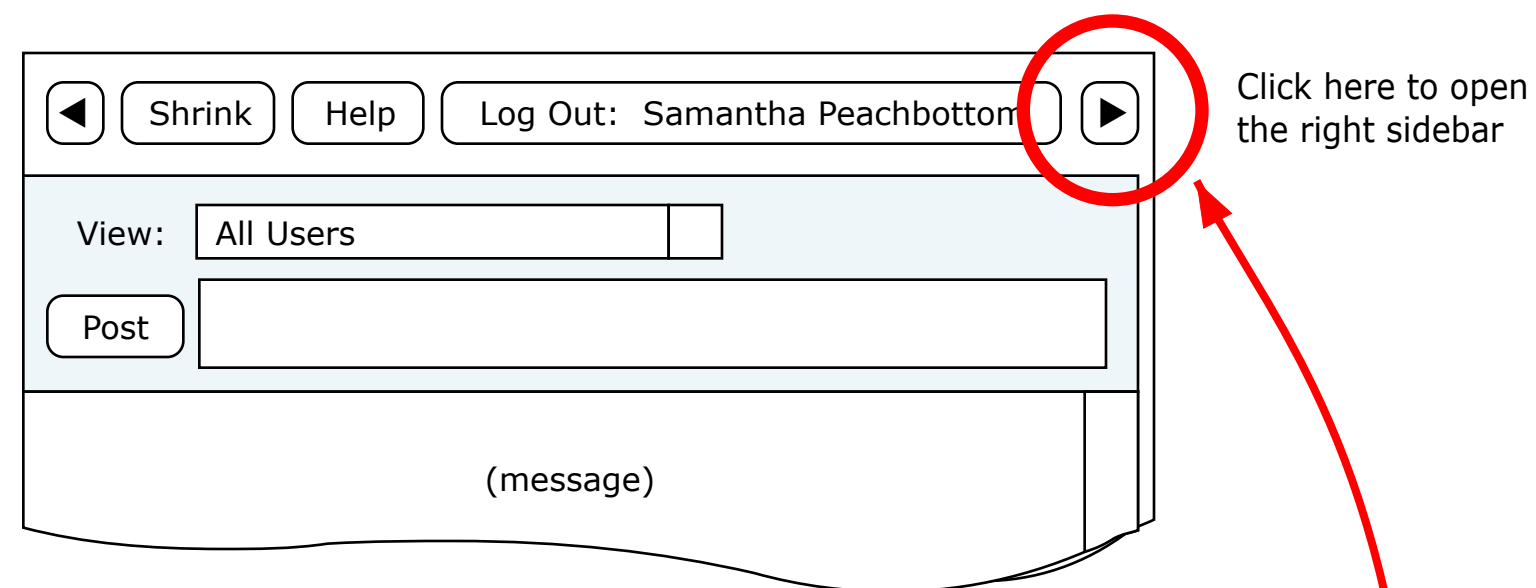 Shrink Help Log Out: Samantha Peachbottom
Click here to open
the right sidebar
View: All Users
Post
(message)